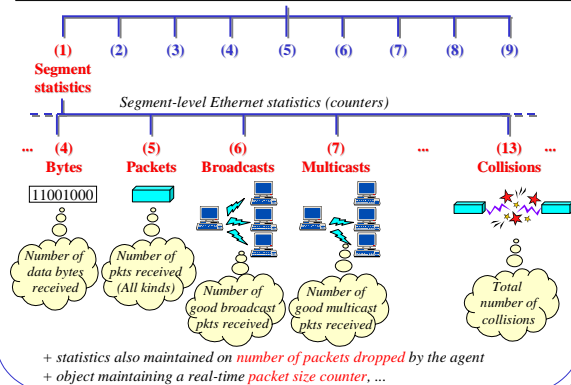 (1) (2) (3) (4) (5) (6) (7) (8) (9)
Segment
statistics
Segment-level Ethernet statistics (counters)
... (4) (5) (6) (7) ... (13) ...
Bytes Packets Broadcasts Multicasts Collisions
11001000
Number of
data bytes
received
Number of
pkts received
(All kinds)
Number of
good broadcast
pkts received
Number of
good multicast
pkts received
Total
number of
collisions
+ statistics also maintained on number of packets dropped by the agent
+ object maintaining a real-time packet size counter, ...